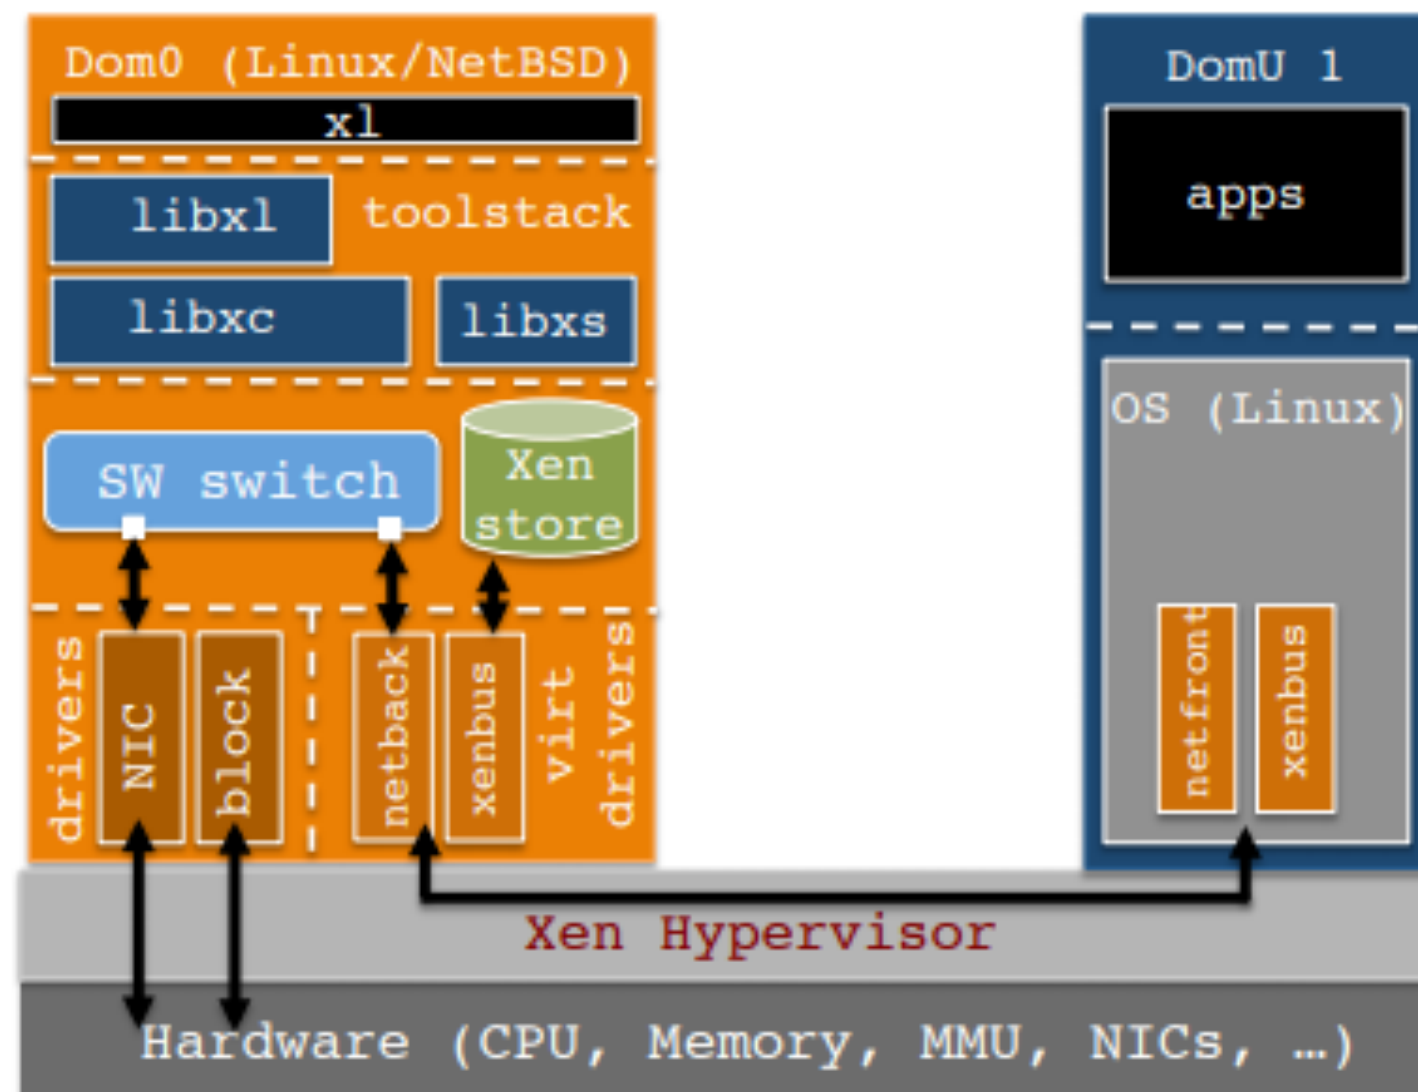 Dom0 (Linux/NetBSD)
xl
libxl
toolstack
libxc
libxs
SW switch
Xen
store
drivers
NIC
block
netback
xenbus
virt
drivers
DomU 1
apps
OS (Linux)
netfront
xenbus
Xen Hypervisor
Hardware (CPU, Memory, MMU, NICs, …)